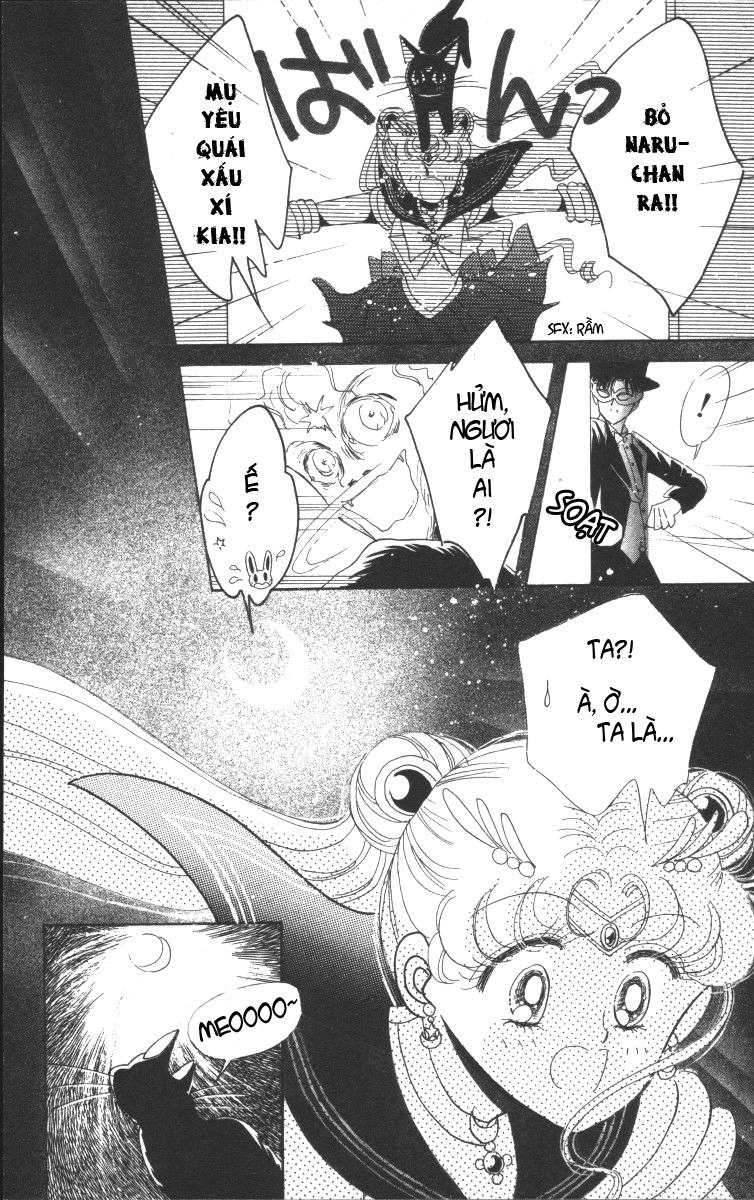 BỎ
NARU-
CHAN
RA!!
ばーんっ
MỤ
YÊU
QUÁI
XẤU
XÍ
KIA!!
SFX: RẦM
!
SOẠT
HỬM,
NGƯƠI
LÀ
AI
?!
Ế
?
TA?!
À, Ờ...
TA LÀ...
MEOOOO~